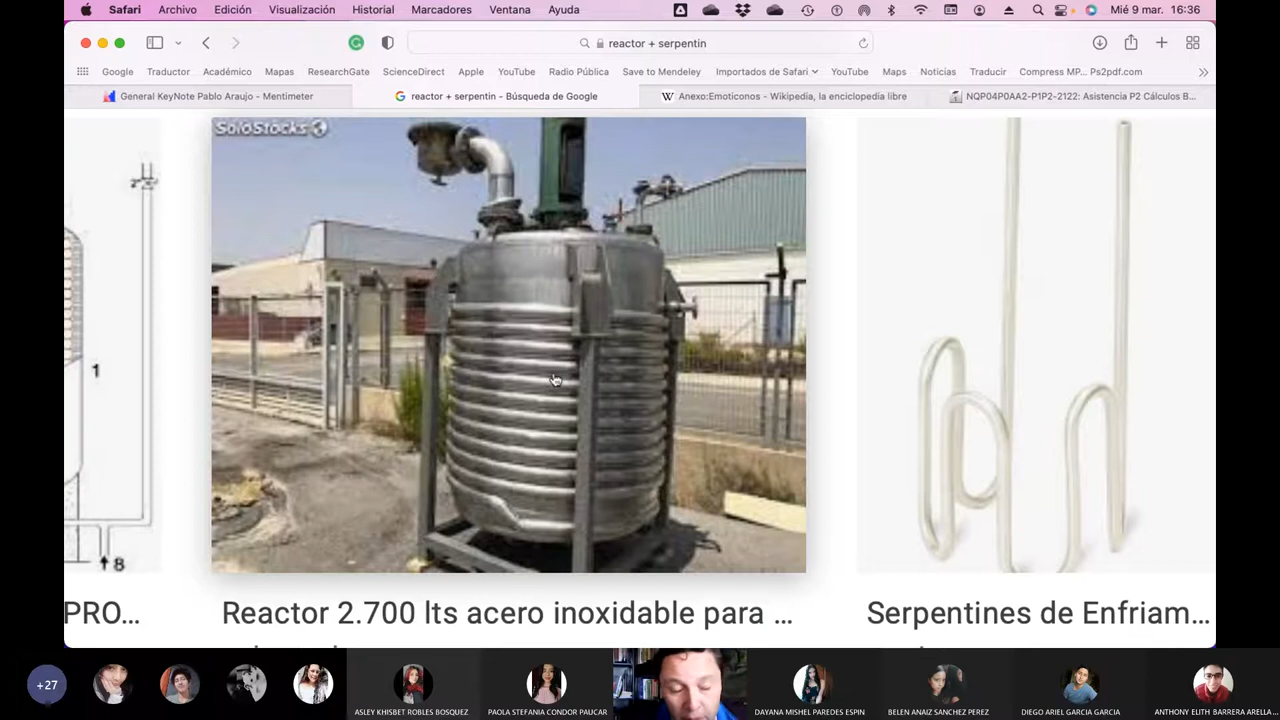 Safari Archivo Edición Visualización Historial Marcadores Ventana Ayuda Mié 9 mar. 16:36
reactor + serpentin
Google Traductor Académico Mapas ResearchGate ScienceDirect Apple YouTube Radio Pública Save to Mendeley Importados de Safari YouTube Maps Noticias Traducir Compress MP... Ps2pdf.com
General KeyNote Pablo Araujo - Mentimeter reactor + serpentin - Búsqueda de Google Anexo:Emoticonos - Wikipedia, la enciclopedia libre NQP04P0AA2-P1P2-2122: Asistencia P2 Cálculos B...
SoloStocks
1
8
PRO... Reactor 2.700 lts acero inoxidable para ... Serpentines de Enfriam...
+27
ASLEY KHISBET ROBLES BOSQUEZ PAOLA STEFANIA CONDOR PAUCAR DAYANA MISHEL PAREDES ESPIN BELEN ANAIZ SANCHEZ PEREZ DIEGO ARIEL GARCIA GARCIA ANTHONY ELITH BARRERA ARELLA...